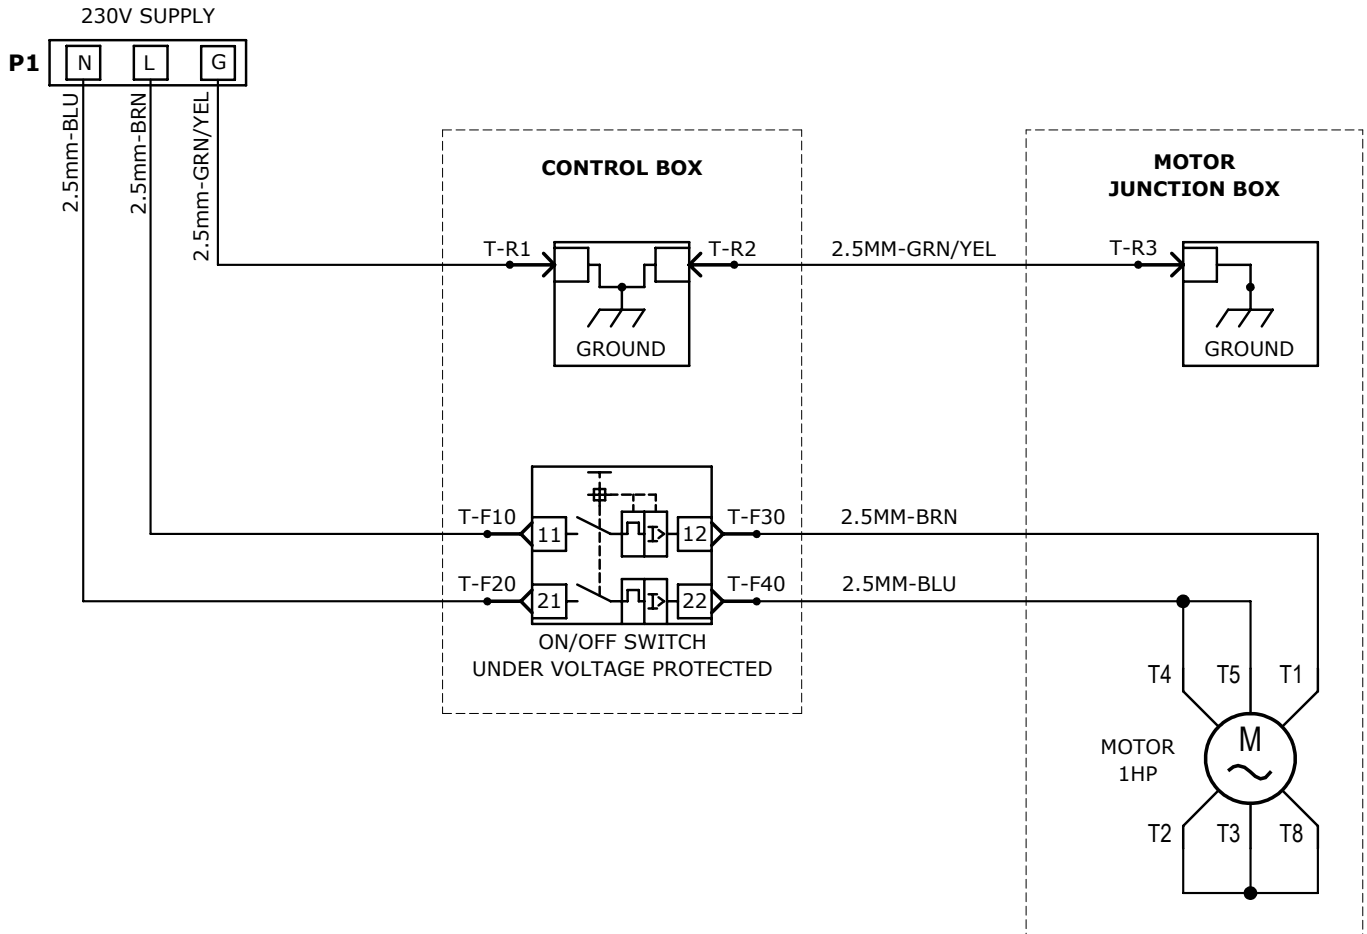 230V SUPPLY
P1
N
L
G
2.5mm-BLU
2.5mm-BRN
2.5mm-GRN/YEL
CONTROL BOX
MOTOR
JUNCTION BOX
T-R1
T-R2
2.5MM-GRN/YEL
T-R3
GROUND
GROUND
T-F10
11
I>
12
T-F30
2.5MM-BRN
T-F20
21
I>
22
T-F40
2.5MM-BLU
ON/OFF SWITCH
UNDER VOLTAGE PROTECTED
T4
T5
T1
M
MOTOR
1HP
T2
T3
T8